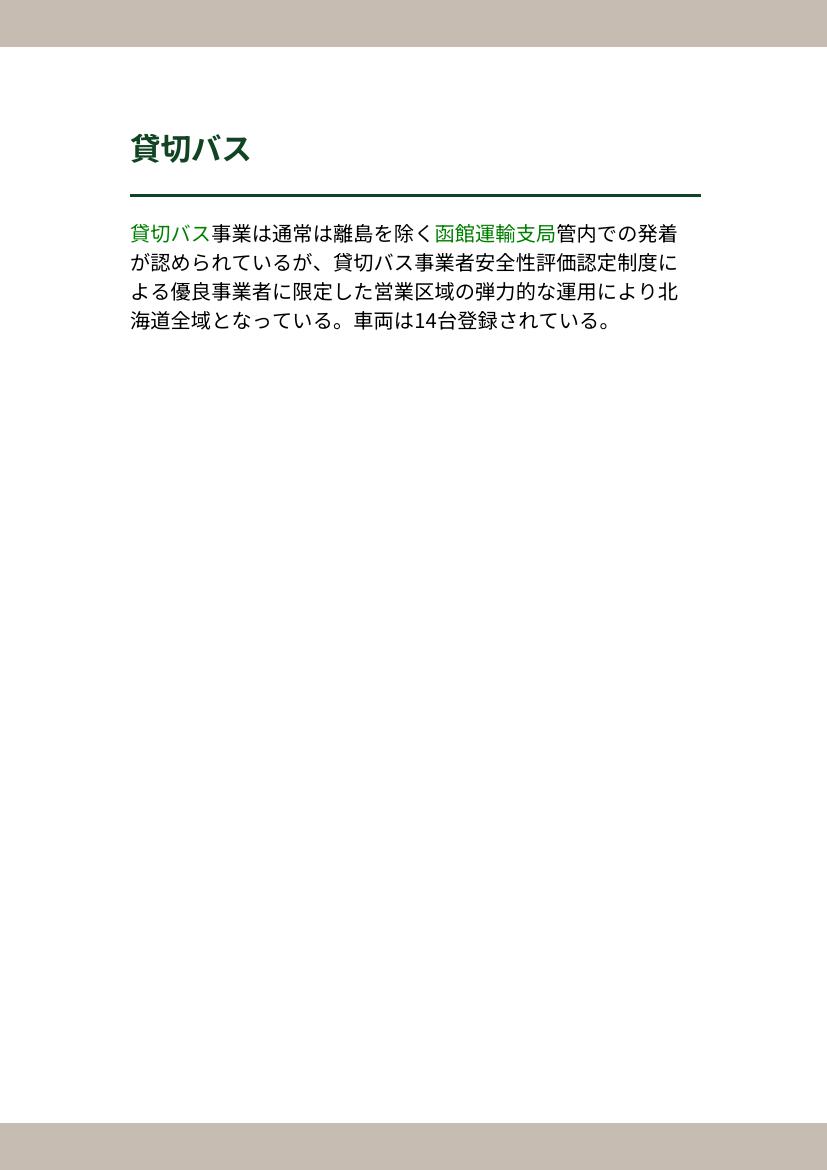 貸切バス
貸切バス事業は通常は離島を除く函館運輸支局管内での発着
が認められているが、貸切バス事業者安全性評価認定制度に
よる優良事業者に限定した営業区域の弾力的な運用により北
海道全域となっている。車両は14台登録されている。